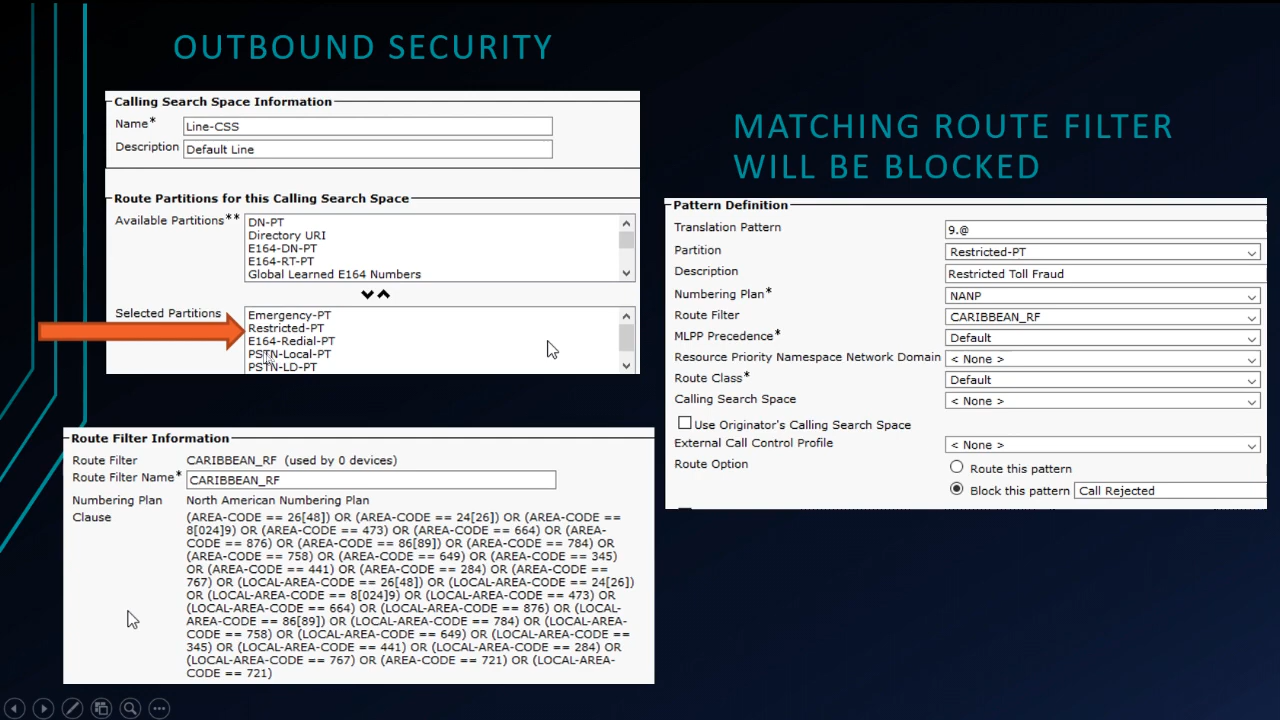 OUTBOUND SECURITY
Calling Search Space Information
Name* Line-CSS
Description Default Line
Route Partitions for this Calling Search Space
Available Partitions** DN-PT
Directory URI
E164-DN-PT
E164-RT-PT
Global Learned E164 Numbers
Selected Partitions Emergency-PT
Restricted-PT
E164-Redial-PT
PSTN-Local-PT
PSTN-LD-PT
MATCHING ROUTE FILTER
WILL BE BLOCKED
Pattern Definition
Translation Pattern 9.@
Partition Restricted-PT
Description Restricted Toll Fraud
Numbering Plan* NANP
Route Filter CARIBBEAN_RF
MLPP Precedence* Default
Resource Priority Namespace Network Domain < None >
Route Class* Default
Calling Search Space < None >
Use Originator's Calling Search Space
External Call Control Profile < None >
Route Option Route this pattern
Block this pattern Call Rejected
Route Filter Information
Route Filter CARIBBEAN_RF (used by 0 devices)
Route Filter Name* CARIBBEAN_RF
Numbering Plan North American Numbering Plan
Clause (AREA-CODE == 26[48]) OR (AREA-CODE == 24[26]) OR (AREA-CODE ==
8[024]9) OR (AREA-CODE == 473) OR (AREA-CODE == 664) OR (AREA-
CODE == 876) OR (AREA-CODE == 86[89]) OR (AREA-CODE == 784) OR
(AREA-CODE == 758) OR (AREA-CODE == 649) OR (AREA-CODE == 345)
OR (AREA-CODE == 441) OR (AREA-CODE == 284) OR (AREA-CODE ==
767) OR (LOCAL-AREA-CODE == 26[48]) OR (LOCAL-AREA-CODE == 24[26])
OR (LOCAL-AREA-CODE == 8[024]9) OR (LOCAL-AREA-CODE == 473) OR
(LOCAL-AREA-CODE == 664) OR (LOCAL-AREA-CODE == 876) OR (LOCAL-
AREA-CODE == 86[89]) OR (LOCAL-AREA-CODE == 784) OR (LOCAL-AREA-
CODE == 758) OR (LOCAL-AREA-CODE == 649) OR (LOCAL-AREA-CODE ==
345) OR (LOCAL-AREA-CODE == 441) OR (LOCAL-AREA-CODE == 284) OR
(LOCAL-AREA-CODE == 767) OR (AREA-CODE == 721) OR (LOCAL-AREA-
CODE == 721)